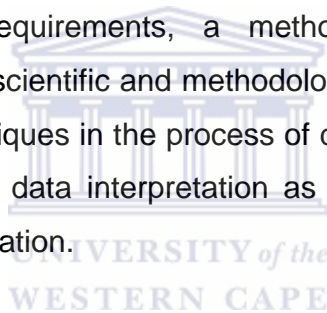 equirements, a metho
scientific and methodolo
iques in the process of
data interpretation as
ation.
UNIVERSITY of the
WESTERN CAPE